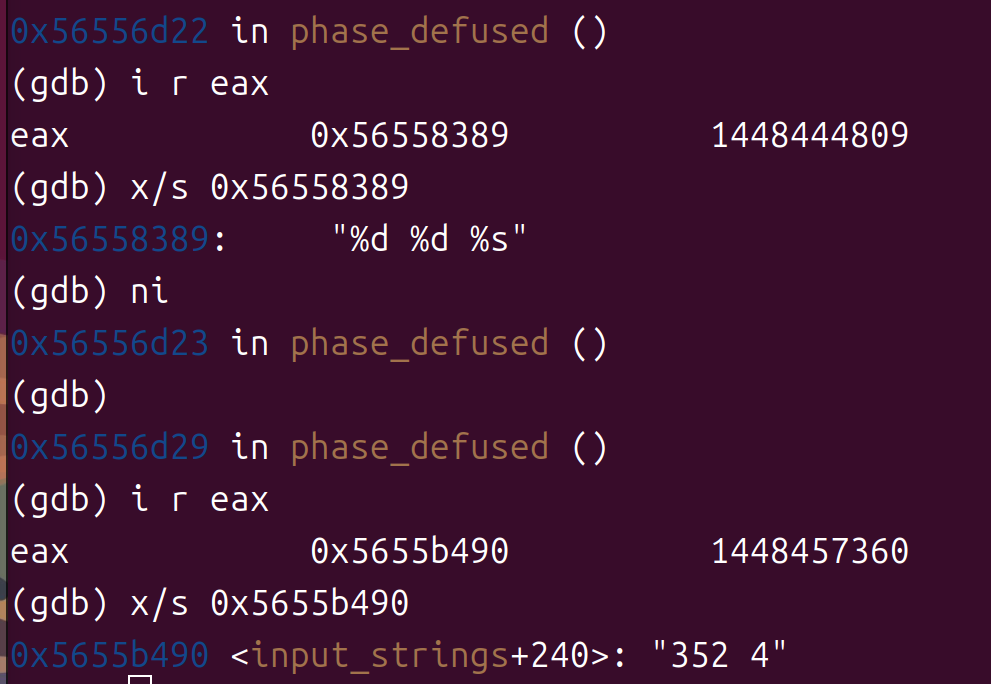 0x56556d22 in phase_defused ()
(gdb) i r eax
eax            0x56558389          1448444809
(gdb) x/s 0x56558389
0x56558389:     "%d %d %s"
(gdb) ni
0x56556d23 in phase_defused ()
(gdb)
0x56556d29 in phase_defused ()
(gdb) i r eax
eax            0x5655b490          1448457360
(gdb) x/s 0x5655b490
0x5655b490 <input_strings+240>: "352 4"